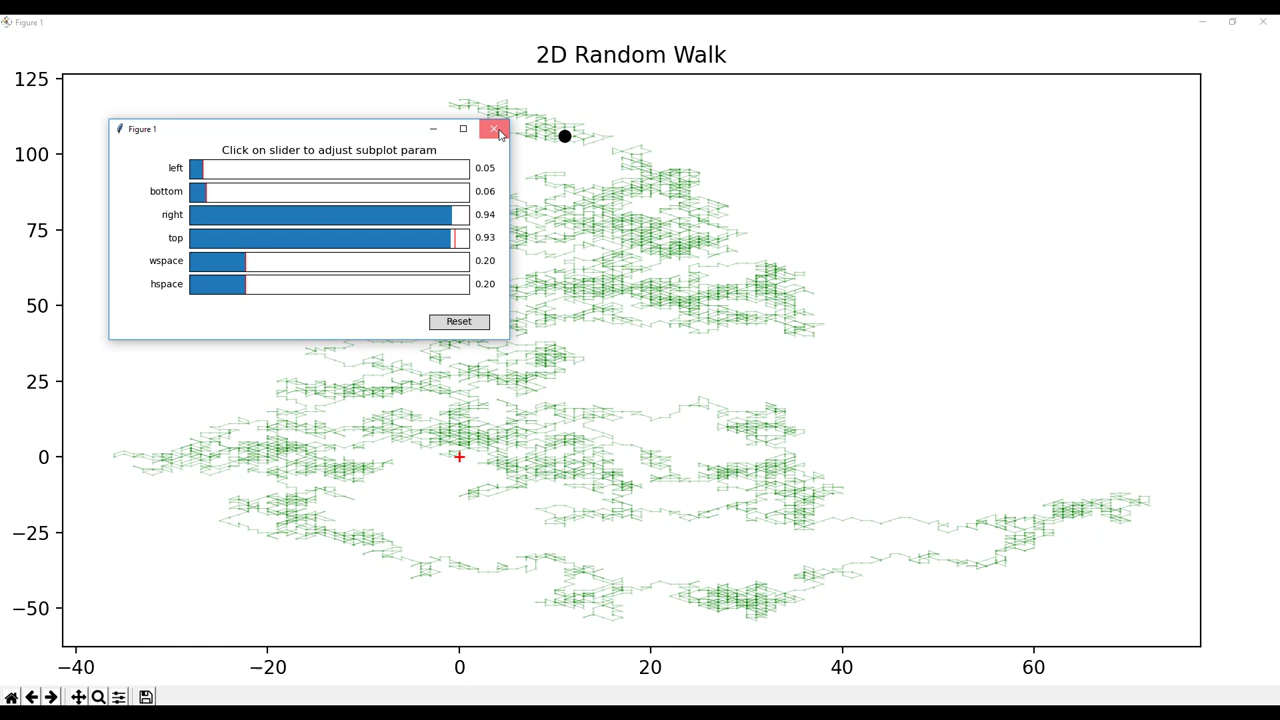 Figure 1
2D Random Walk
125
100
75
50
25
0
−25
−50
−40
−20
0
20
40
60
Figure 1
Click on slider to adjust subplot param
left 0.05
bottom 0.06
right 0.94
top 0.93
wspace 0.20
hspace 0.20
Reset